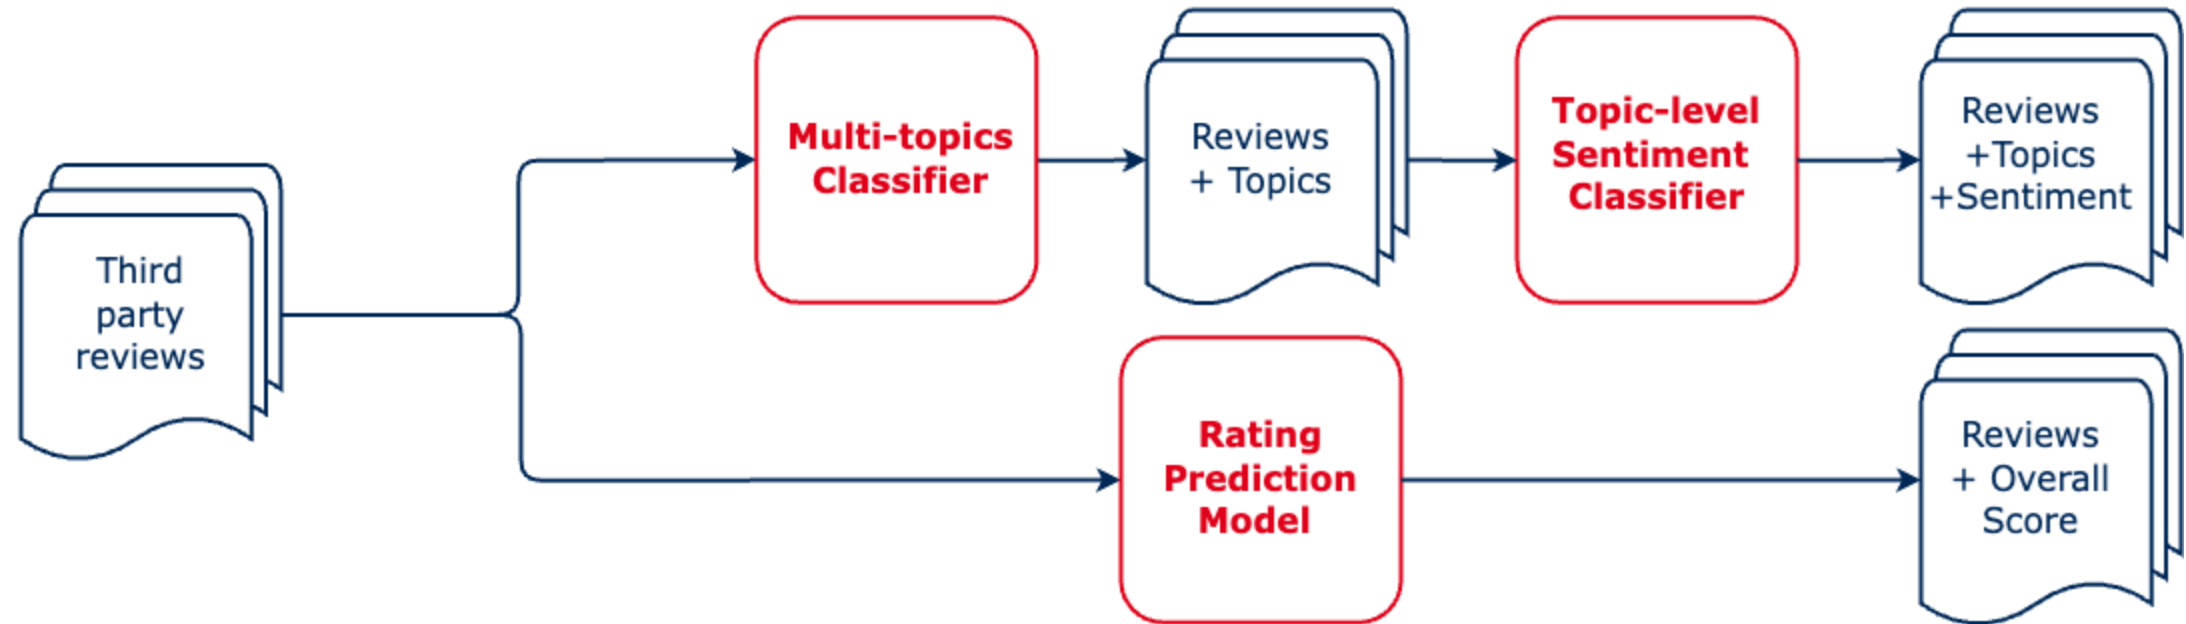 Third
party
reviews
Multi-topics
Classifier
Reviews
+ Topics
Topic-level
Sentiment
Classifier
Reviews
+Topics
+Sentiment
Rating
Prediction
Model
Reviews
+ Overall
Score